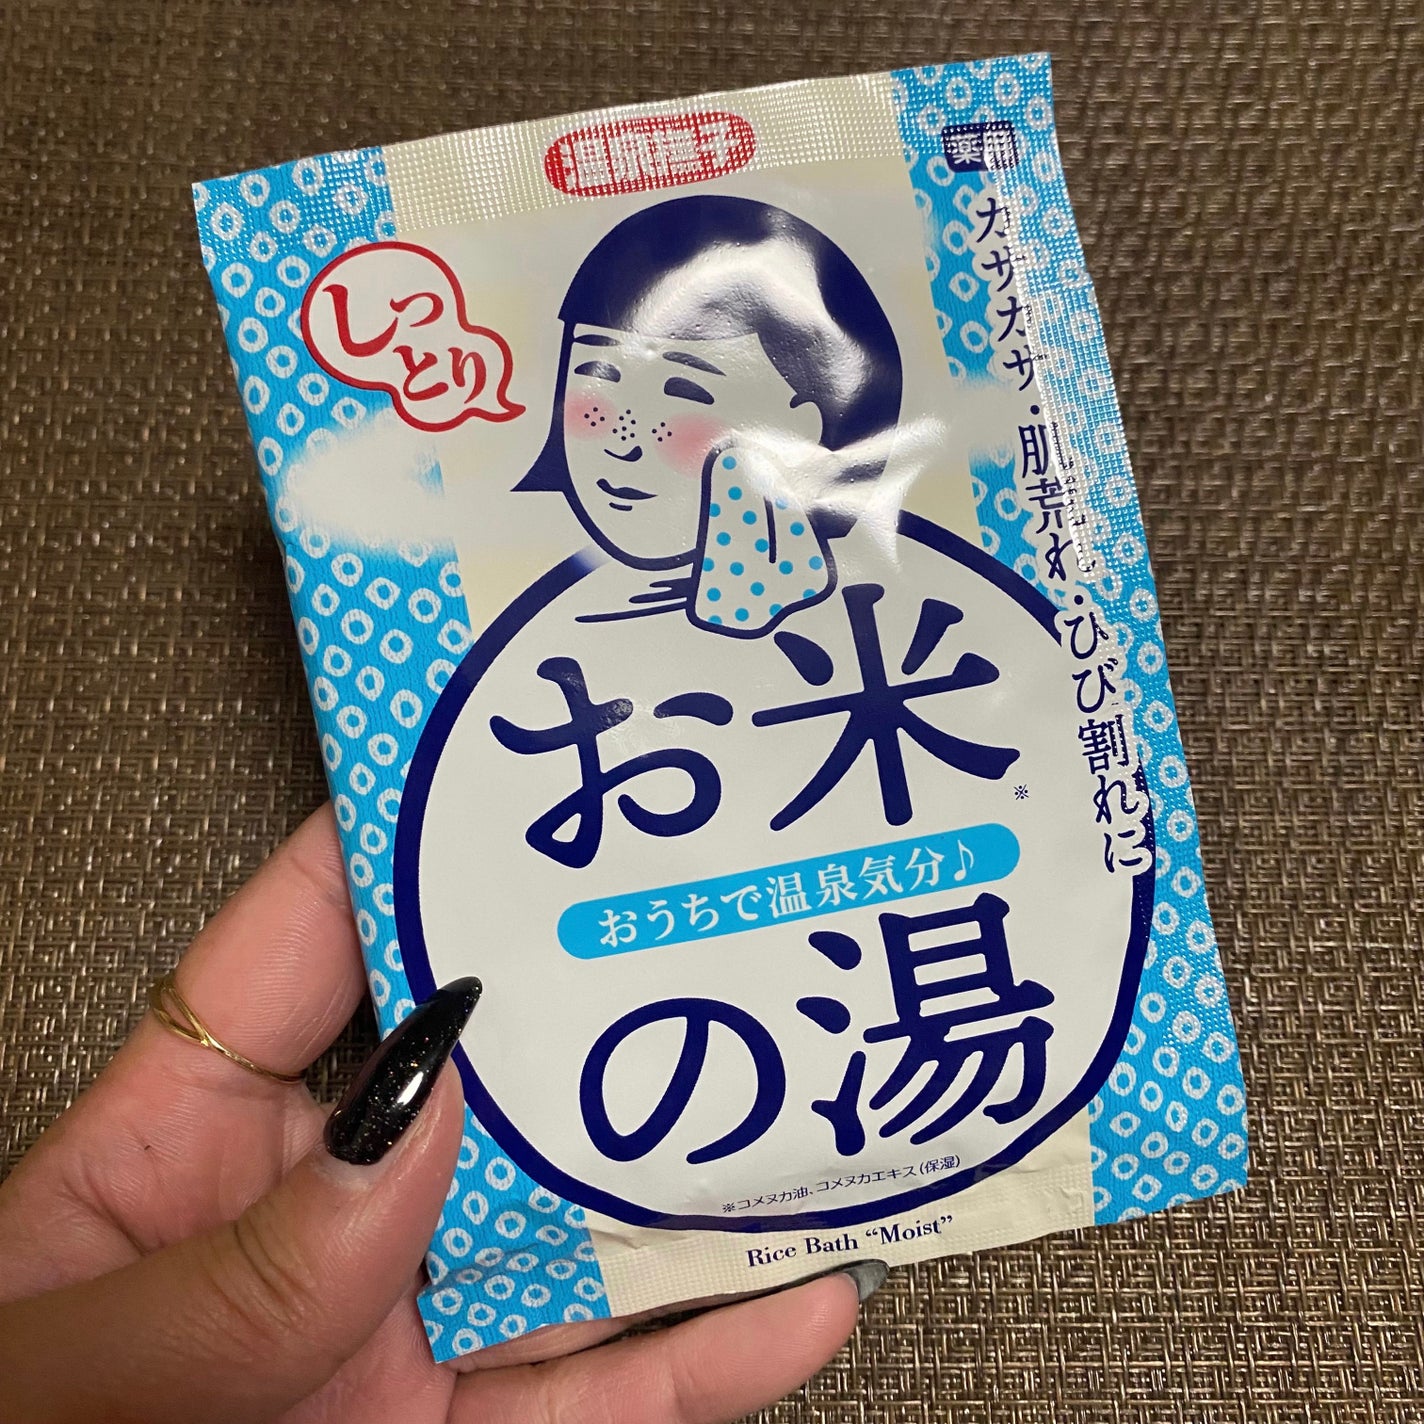 温泉撫子
薬用
カサカサ・肌荒れ・ひび割れに
しっ
とり
お米※
おうちで温泉気分♪
の湯
※コメヌカ油、コメヌカエキス(保湿)
Rice Bath “Moist”